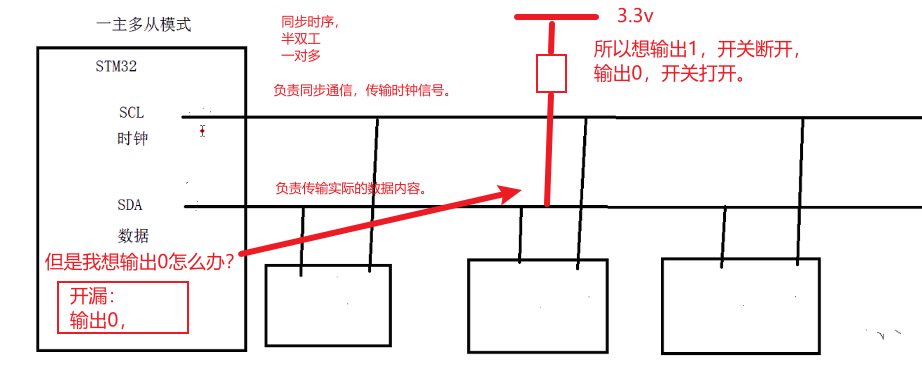 一主多从模式
同步时序，
半双工
一对多
3.3v
所以想输出1，开关断开，
输出0，开关打开。
STM32
负责同步通信，传输时钟信号。
SCL
时钟
负责传输实际的数据内容。
SDA
数据
但是我想输出0怎么办？
开漏：
输出0，